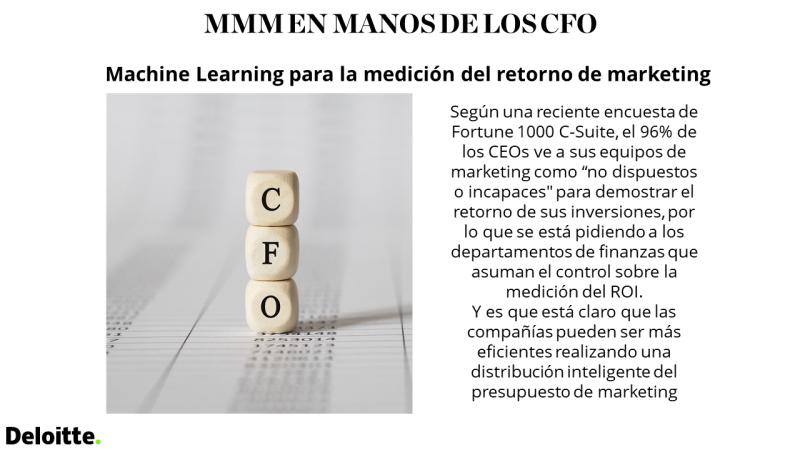 MMM EN MANOS DE LOS CFO
Machine Learning para la medición del retorno de marketing
Según una reciente encuesta de
Fortune 1000 C-Suite, el 96% de
los CEOs ve a sus equipos de
marketing como “no dispuestos
o incapaces" para demostrar el
retorno de sus inversiones, por
lo que se está pidiendo a los
departamentos de finanzas que
asuman el control sobre la
medición del ROI.
Y es que está claro que las
compañías pueden ser más
eficientes realizando una
distribución inteligente del
presupuesto de marketing
C
F
O
Deloitte.